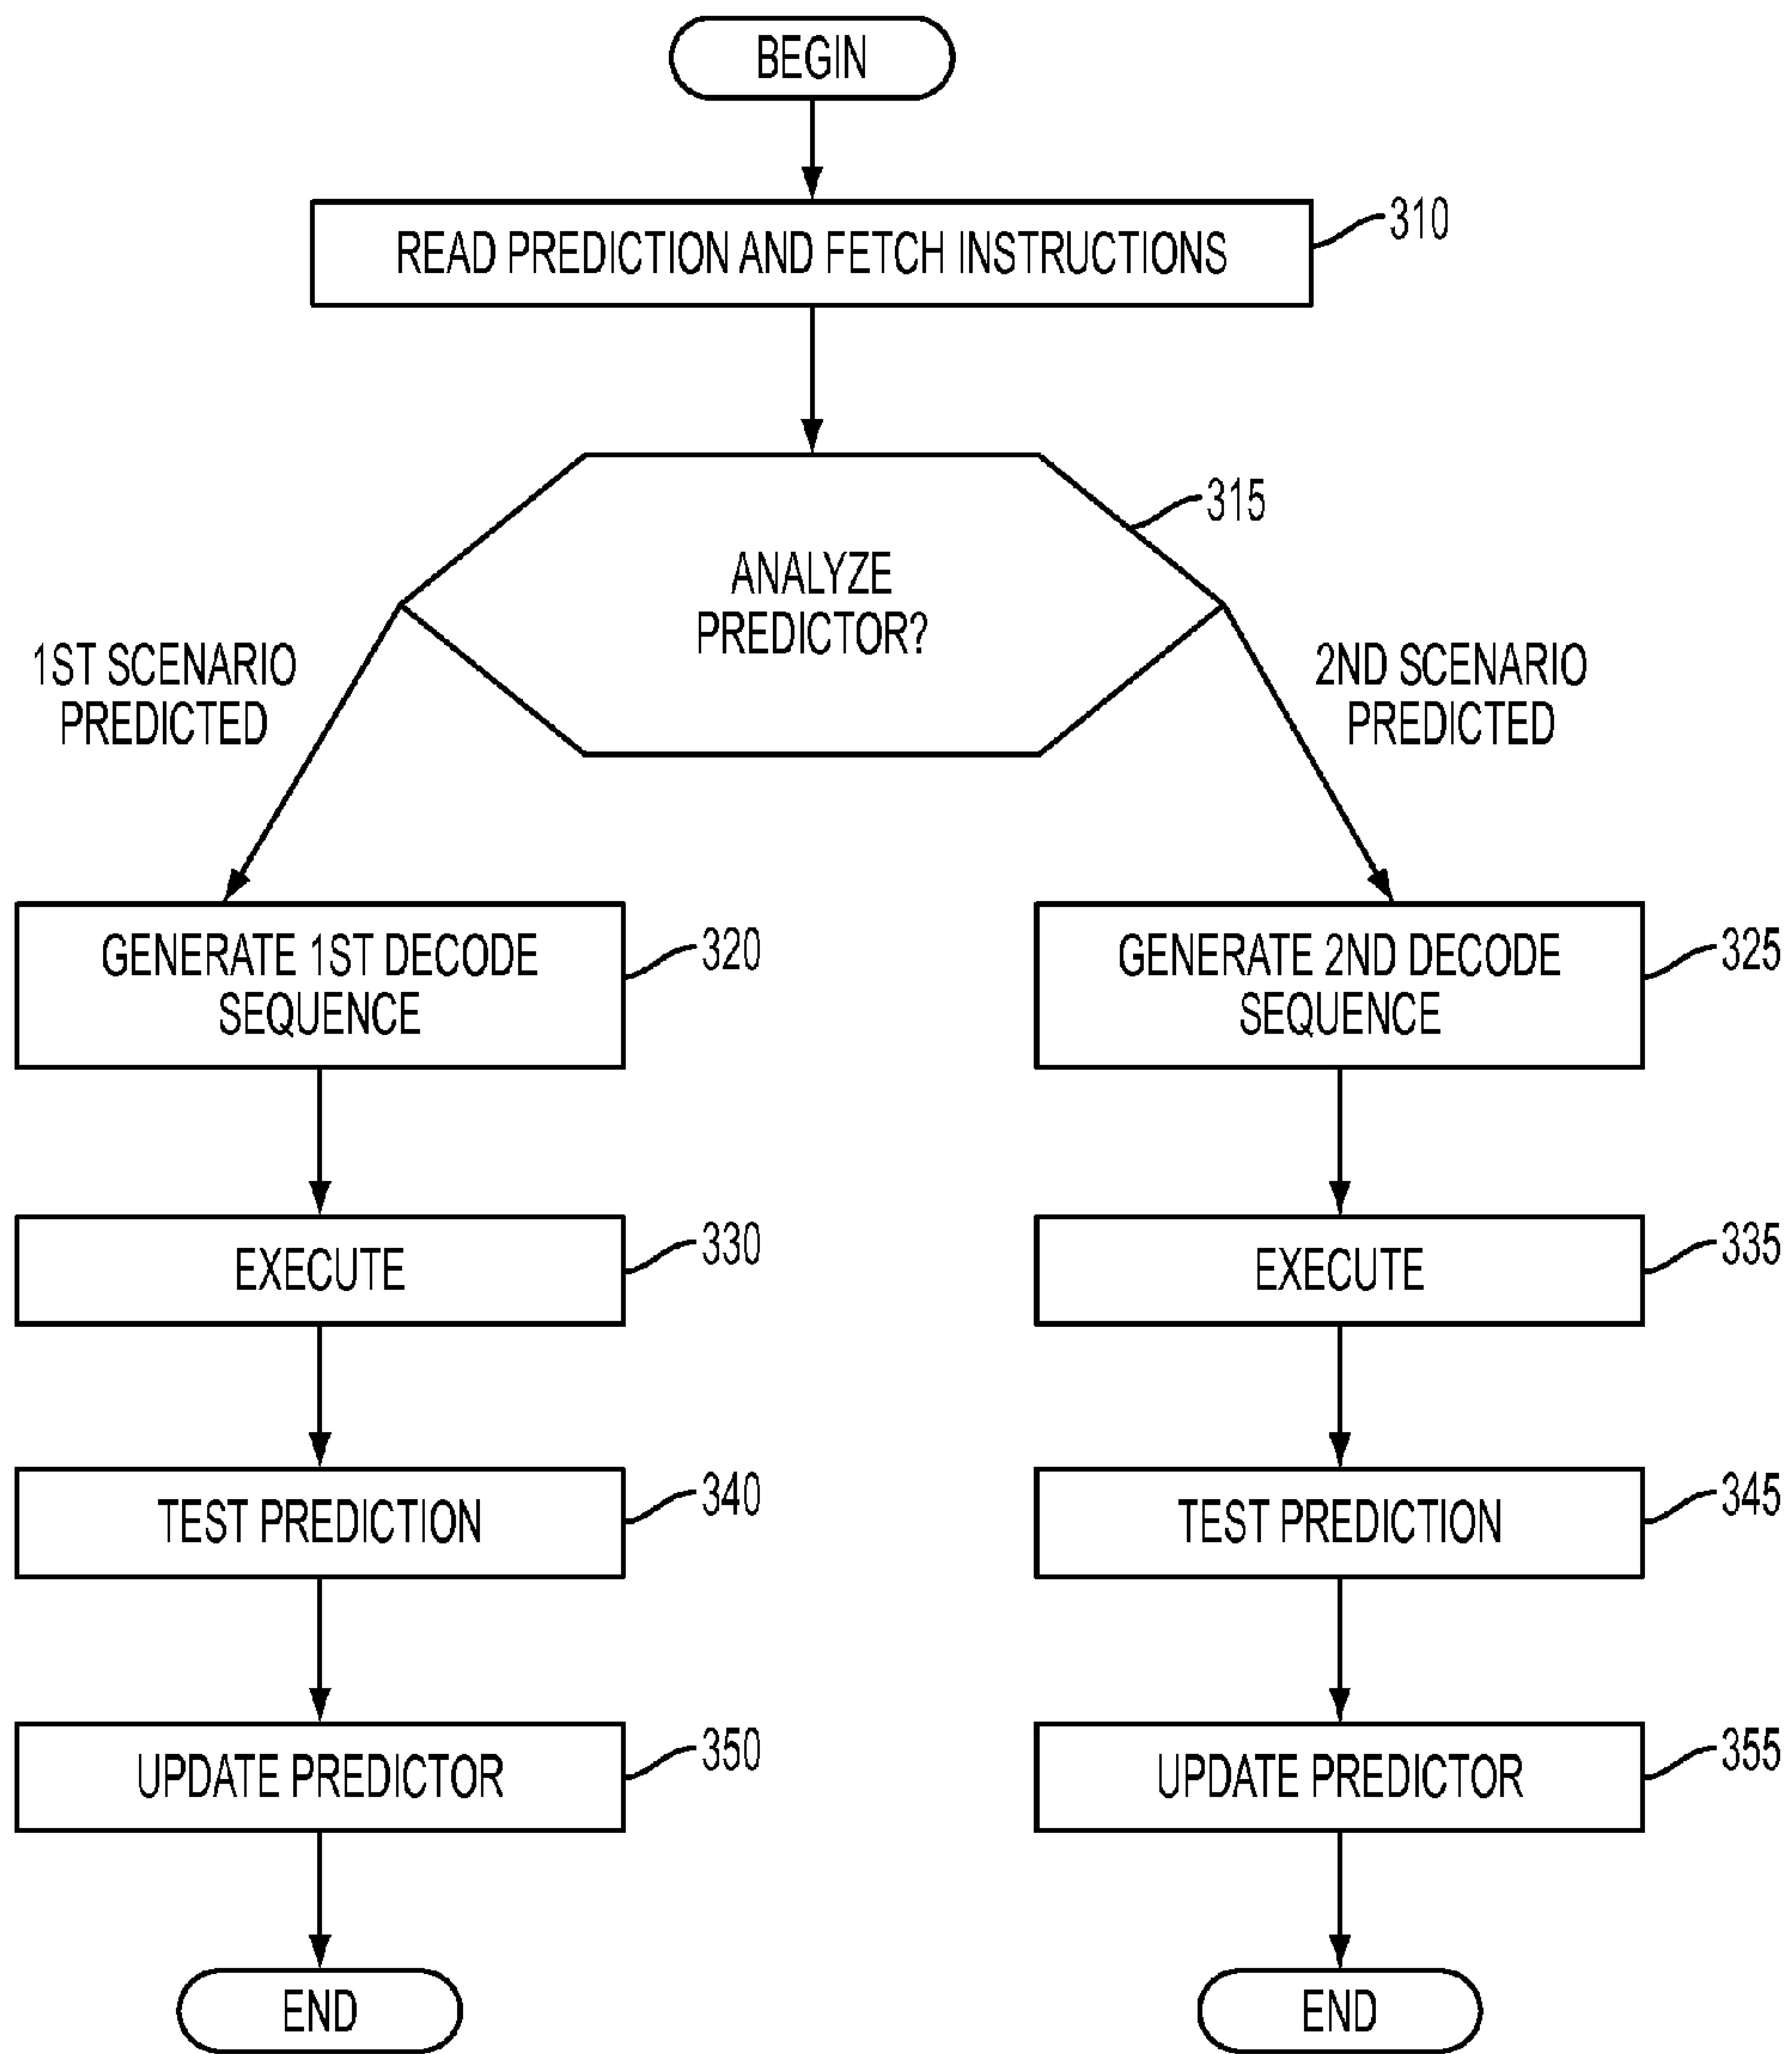 BEGIN
READ PREDICTION AND FETCH INSTRUCTIONS
310
315
ANALYZE
PREDICTOR?
1ST SCENARIO
PREDICTED
2ND SCENARIO
PREDICTED
GENERATE 1ST DECODE
SEQUENCE
320
GENERATE 2ND DECODE
SEQUENCE
325
EXECUTE
330
EXECUTE
335
TEST PREDICTION
340
TEST PREDICTION
345
UPDATE PREDICTOR
350
UPDATE PREDICTOR
355
END
END